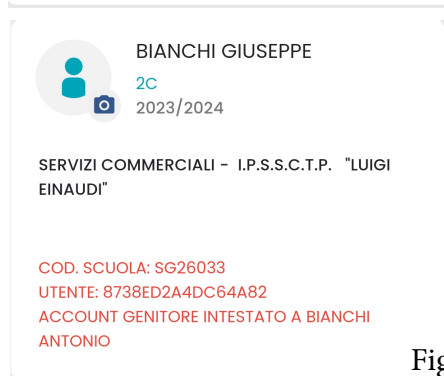 BIANCHI GIUSEPPE
2C
2023/2024
SERVIZI COMMERCIALI - I.P.S.S.C.T.P. "LUIGI
EINAUDI"
COD. SCUOLA: SG26033
UTENTE: 8738ED2A4DC64A82
ACCOUNT GENITORE INTESTATO A BIANCHI
ANTONIO
Fig